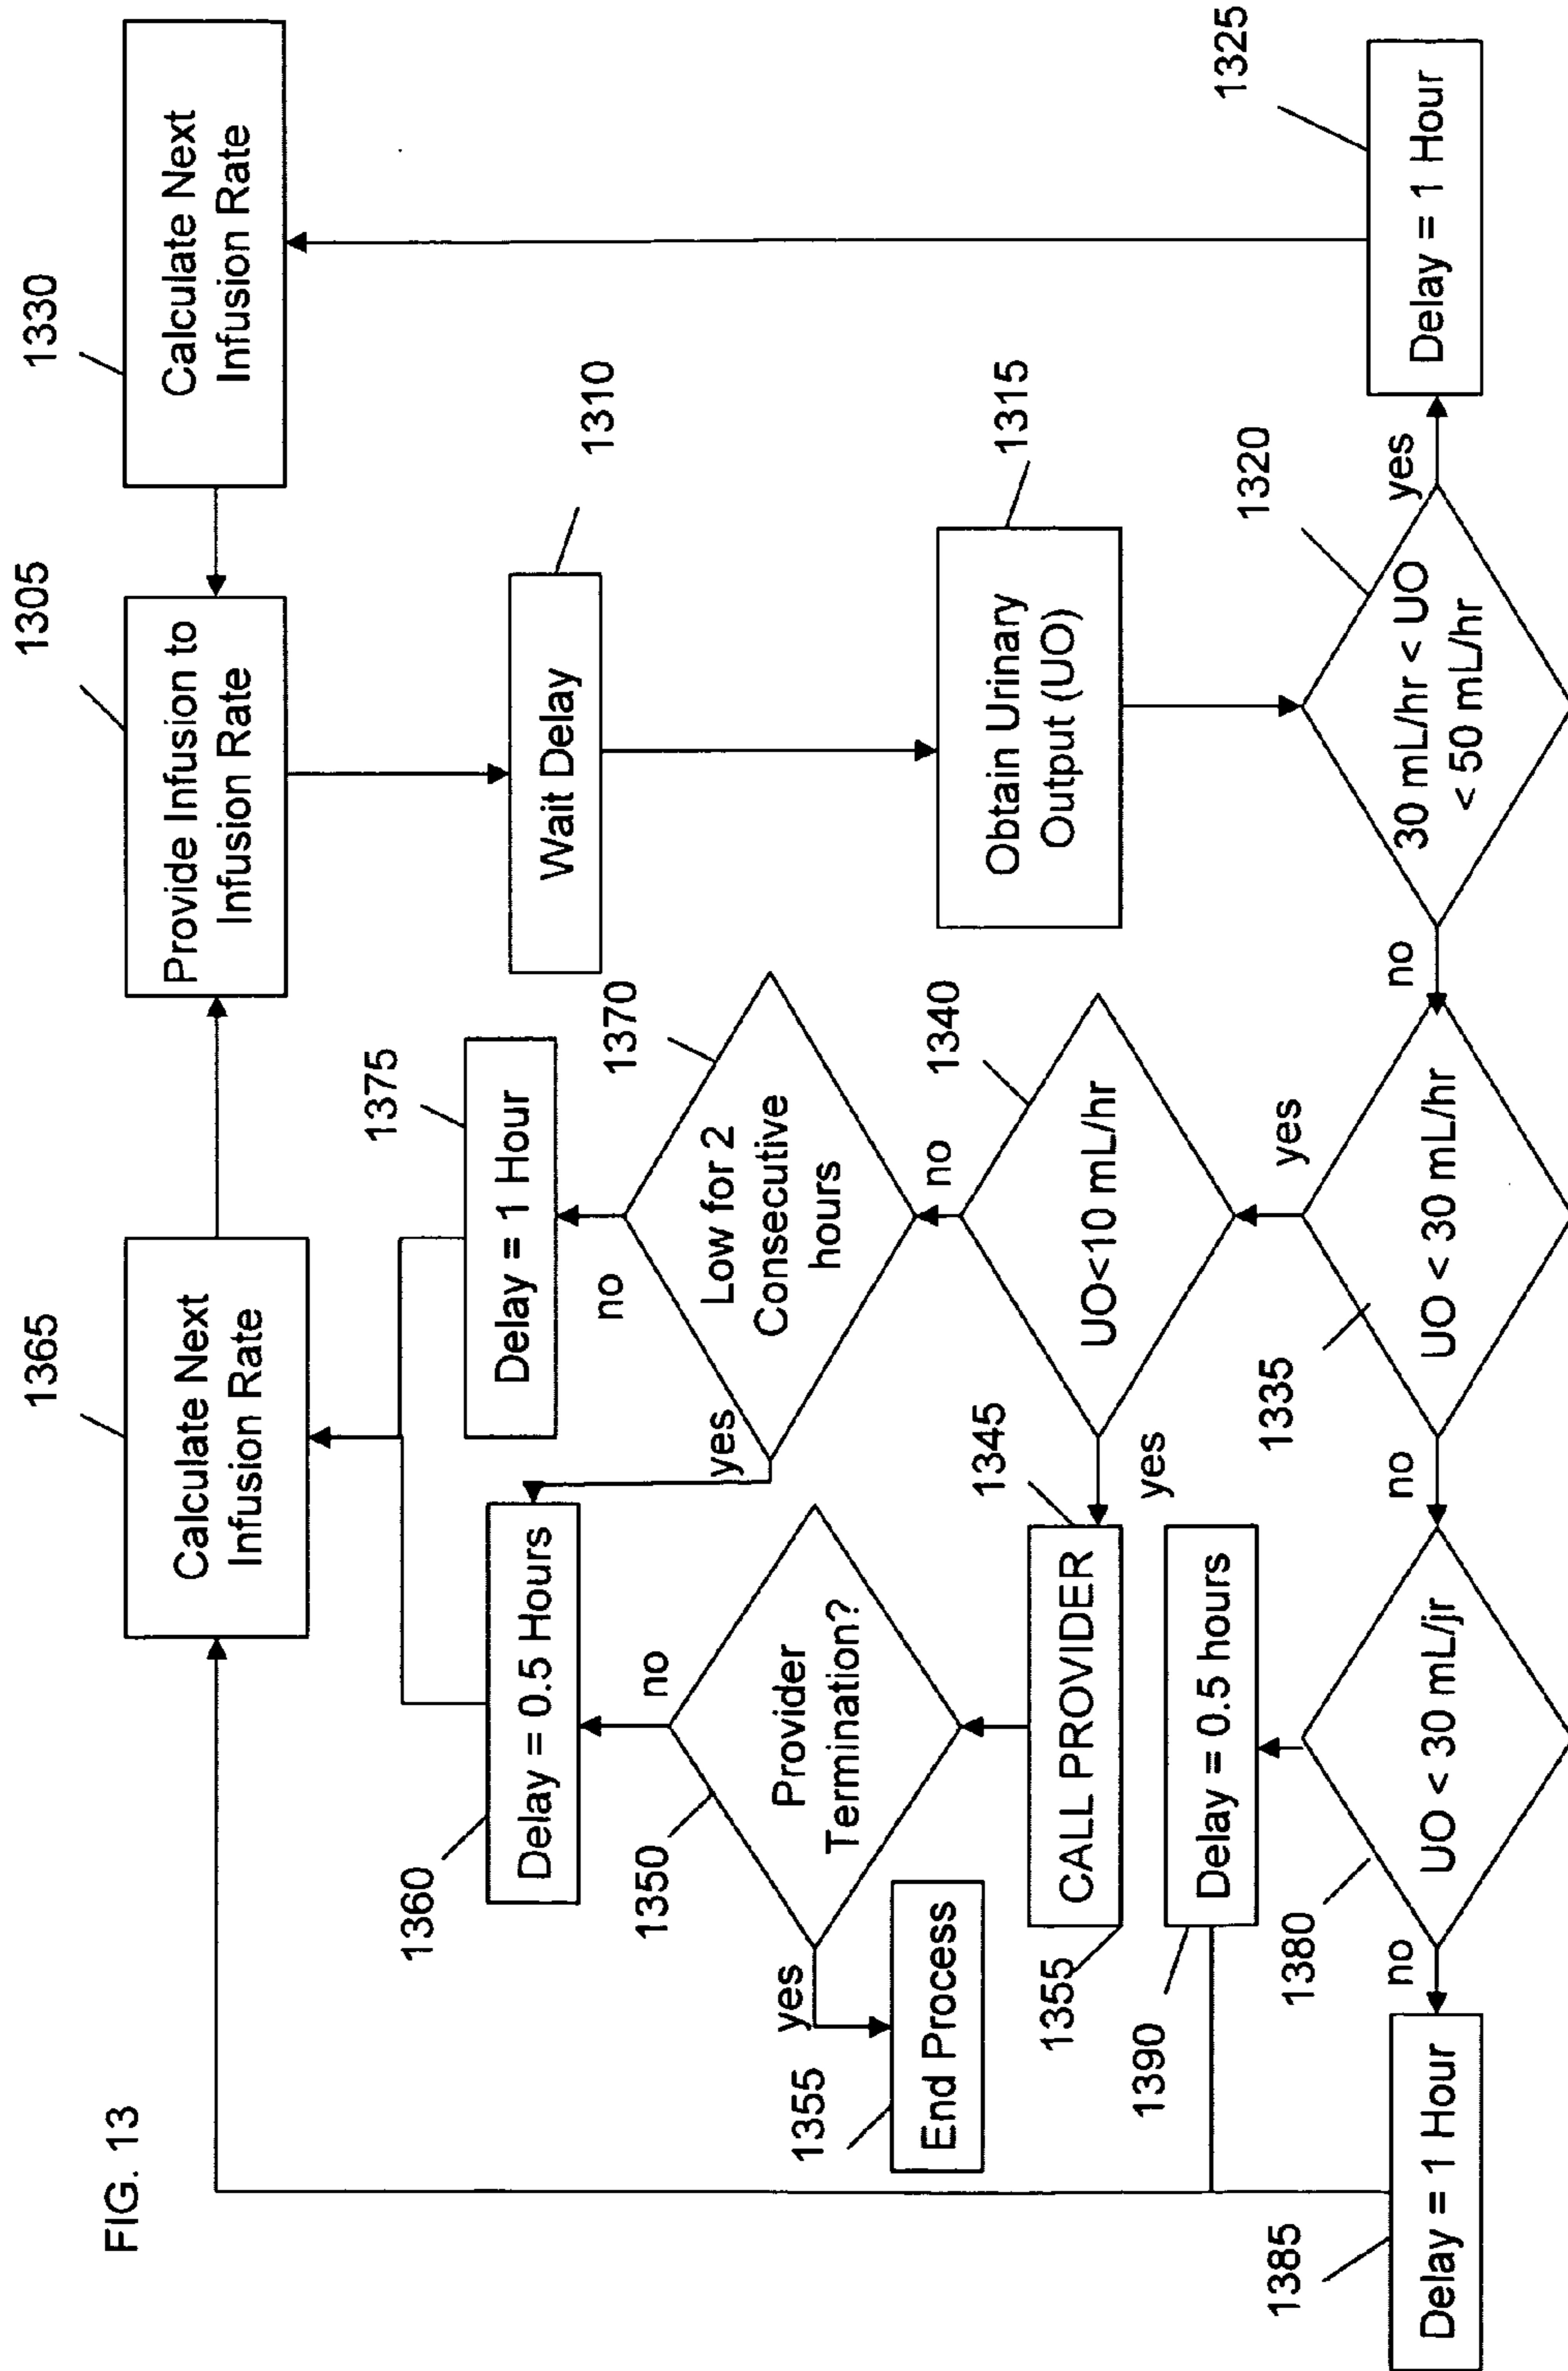 FIG. 13
1365
Calculate Next
Infusion Rate
1305
Provide Infusion to
Infusion Rate
1330
Calculate Next
Infusion Rate
1360
Delay = 0.5 Hours
1375
Delay = 1 Hour
1310
Wait Delay
no
yes
no
1350
Provider
Termination?
yes
1370
Low for 2
Consecutive
hours
1355
End Process
no
1345
CALL PROVIDER
1355
yes
1340
UO<10 mL/hr
1315
Obtain Urinary
Output (UO)
1390
Delay = 0.5 hours
yes
1385
Delay = 1 Hour
no
1380
UO < 30 mL/jr
no
1335
UO < 30 mL/hr
no
1320
30 mL/hr < UO
< 50 mL/hr
yes
1325
Delay = 1 Hour